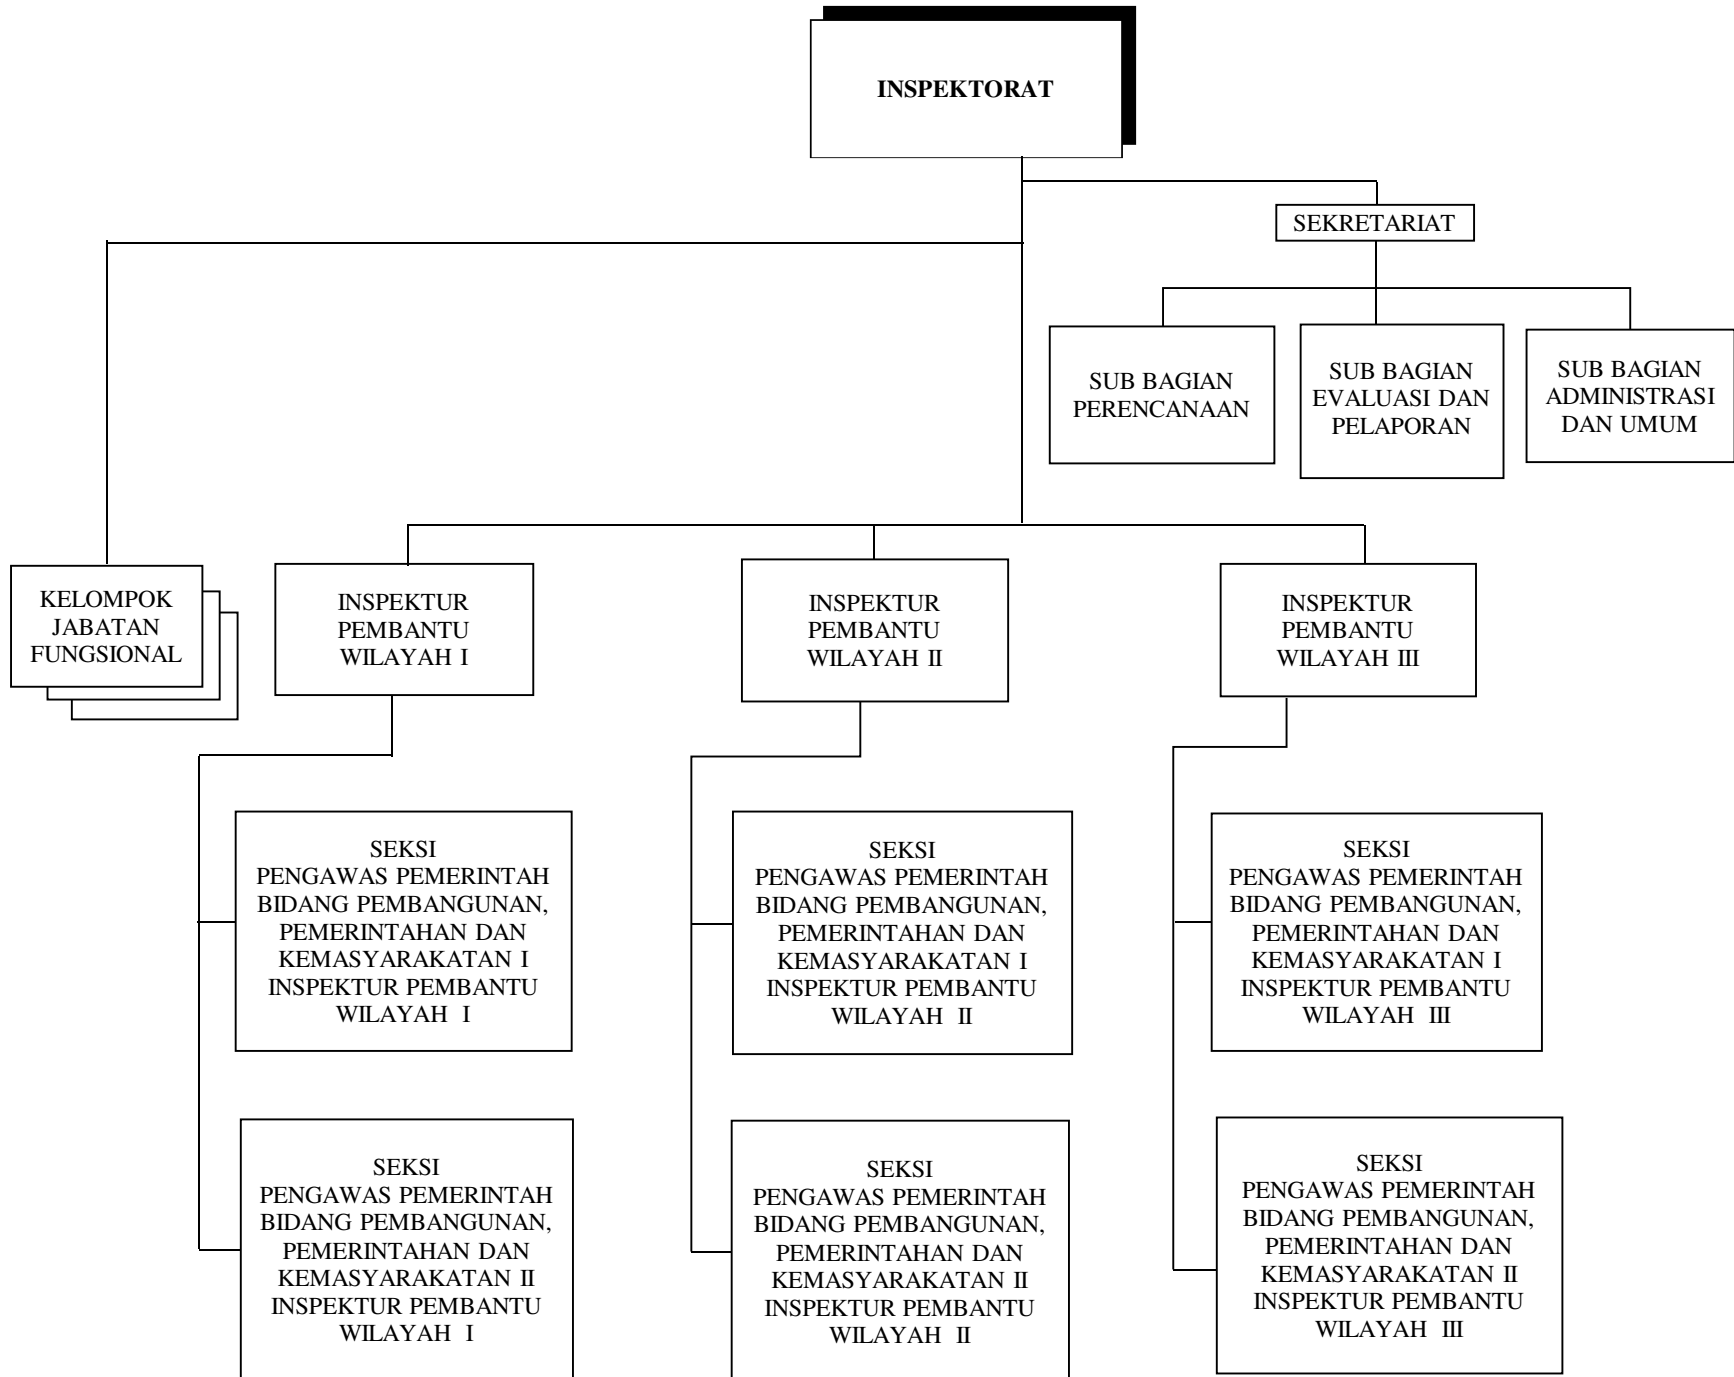 INSPEKTORAT
SEKRETARIAT
SUB BAGIAN
PERENCANAAN
SUB BAGIAN
EVALUASI DAN
PELAPORAN
SUB BAGIAN
ADMINISTRASI
DAN UMUM
KELOMPOK
JABATAN
FUNGSIONAL
INSPEKTUR
PEMBANTU
WILAYAH I
INSPEKTUR
PEMBANTU
WILAYAH II
INSPEKTUR
PEMBANTU
WILAYAH III
SEKSI
PENGAWAS PEMERINTAH
BIDANG PEMBANGUNAN,
PEMERINTAHAN DAN
KEMASYARAKATAN I
INSPEKTUR PEMBANTU
WILAYAH I
SEKSI
PENGAWAS PEMERINTAH
BIDANG PEMBANGUNAN,
PEMERINTAHAN DAN
KEMASYARAKATAN I
INSPEKTUR PEMBANTU
WILAYAH II
SEKSI
PENGAWAS PEMERINTAH
BIDANG PEMBANGUNAN,
PEMERINTAHAN DAN
KEMASYARAKATAN I
INSPEKTUR PEMBANTU
WILAYAH III
SEKSI
PENGAWAS PEMERINTAH
BIDANG PEMBANGUNAN,
PEMERINTAHAN DAN
KEMASYARAKATAN II
INSPEKTUR PEMBANTU
WILAYAH I
SEKSI
PENGAWAS PEMERINTAH
BIDANG PEMBANGUNAN,
PEMERINTAHAN DAN
KEMASYARAKATAN II
INSPEKTUR PEMBANTU
WILAYAH II
SEKSI
PENGAWAS PEMERINTAH
BIDANG PEMBANGUNAN,
PEMERINTAHAN DAN
KEMASYARAKATAN II
INSPEKTUR PEMBANTU
WILAYAH III